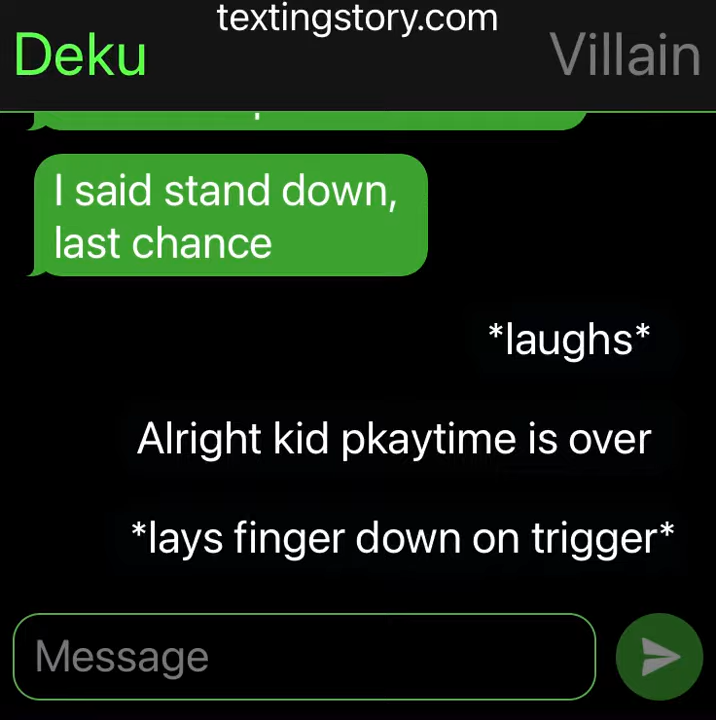 textingstory.com
Deku
Villain
I said stand down,
last chance
*laughs*
Alright kid pkaytime is over
*lays finger down on trigger*
Message